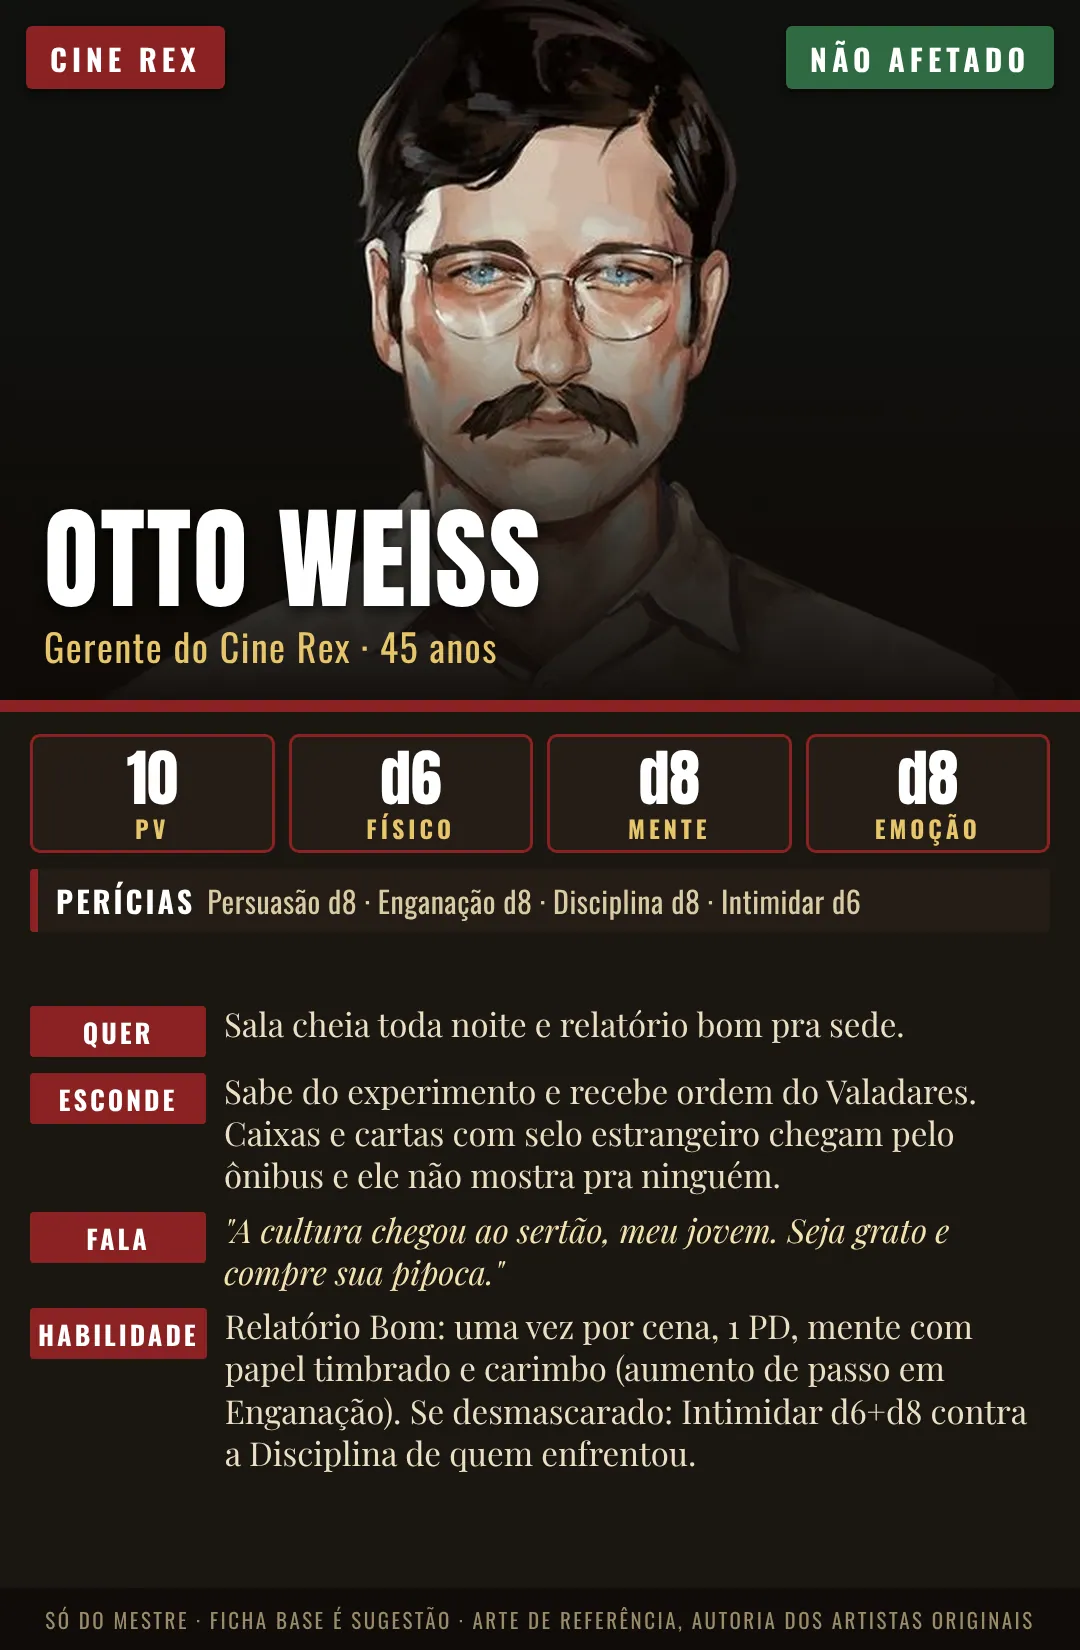 CINE REX
NÃO AFETADO
OTTO WEISS
Gerente do Cine Rex · 45 anos
10
PV
d6
FÍSICO
d8
MENTE
d8
EMOÇÃO
PERÍCIAS Persuasão d8 · Enganação d8 · Disciplina d8 · Intimidar d6
QUER
Sala cheia toda noite e relatório bom pra sede.
ESCONDE
Sabe do experimento e recebe ordem do Valadares.
Caixas e cartas com selo estrangeiro chegam pelo
ônibus e ele não mostra pra ninguém.
FALA
"A cultura chegou ao sertão, meu jovem. Seja grato e
compre sua pipoca."
HABILIDADE
Relatório Bom: uma vez por cena, 1 PD, mente com
papel timbrado e carimbo (aumento de passo em
Enganação). Se desmascarado: Intimidar d6+d8 contra
a Disciplina de quem enfrentou.
SÓ DO MESTRE · FICHA BASE É SUGESTÃO · ARTE DE REFERÊNCIA, AUTORIA DOS ARTISTAS ORIGINAIS